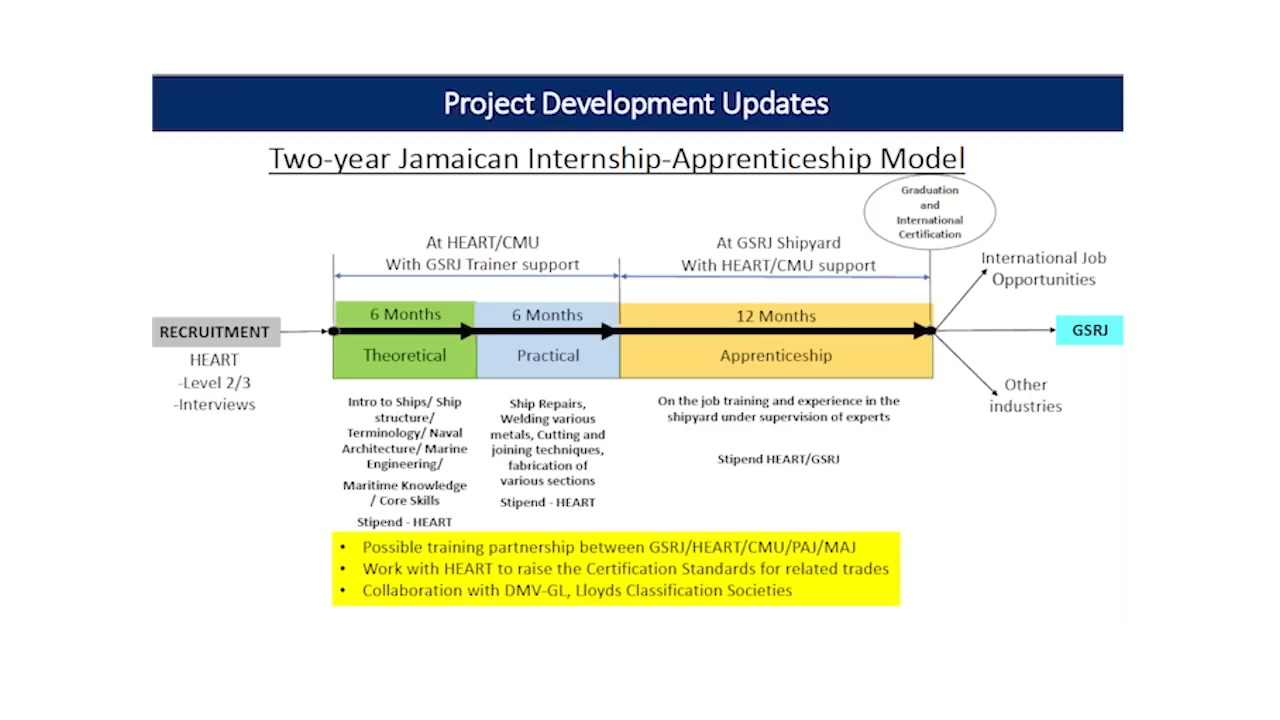 Project Development Updates
Two-year Jamaican Internship-Apprenticeship Model
Graduation
and
International
Certification
At HEART/CMU
With GSRJ Trainer support
At GSRJ Shipyard
With HEART/CMU support
International Job
Opportunities
RECRUITMENT
HEART
-Level 2/3
-Interviews
6 Months
Theoretical
6 Months
Practical
12 Months
Apprenticeship
GSRJ
Other
industries
Intro to Ships/ Ship
structure/
Terminology/ Naval
Architecture/ Marine
Engineering/
Maritime Knowledge
/ Core Skills
Stipend - HEART
Ship Repairs,
Welding various
metals, Cutting and
joining techniques,
fabrication of
various sections
Stipend - HEART
On the job training and experience in the
shipyard under supervision of experts
Stipend HEART/GSRJ
• Possible training partnership between GSRJ/HEART/CMU/PAJ/MAJ
• Work with HEART to raise the Certification Standards for related trades
• Collaboration with DMV-GL, Lloyds Classification Societies